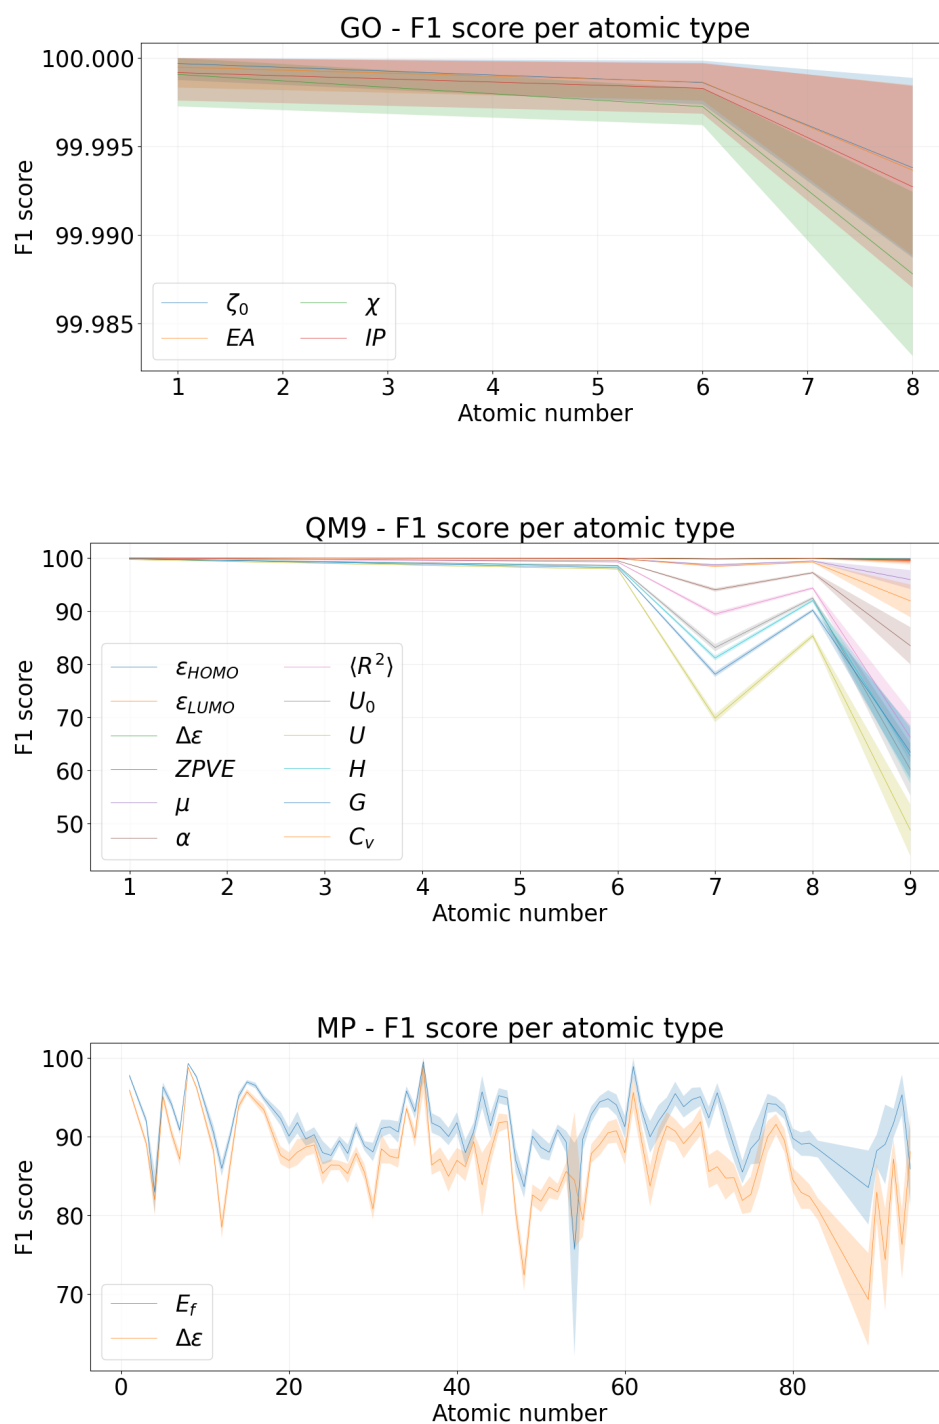 GO - F1 score per atomic type
100.000
99.995
99.990
99.985
F1 score
ζ₀
χ
EA
IP
1 2 3 4 5 6 7 8
Atomic number
QM9 - F1 score per atomic type
100
90
80
70
60
50
F1 score
ε_HOMO
⟨R²⟩
ε_LUMO
U₀
Δε
U
ZPVE
H
μ
G
α
C_v
1 2 3 4 5 6 7 8 9
Atomic number
MP - F1 score per atomic type
100
90
80
70
F1 score
E_f
Δε
0 20 40 60 80
Atomic number